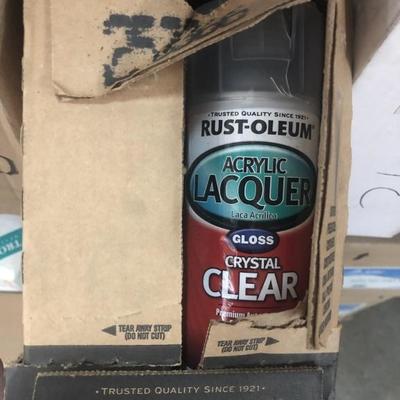 · TRUSTED QUALITY SINCE 1921 ·
RUST-OLEUM®
ACRYLIC
LACQUER
Laca Acrílica
GLOSS
CRYSTAL
CLEAR
Premium
TEAR AWAY STRIP
(DO NOT CUT)
TEAR AWAY STRIP
(DO NOT CUT)
· TRUSTED QUALITY SINCE 1921 ·